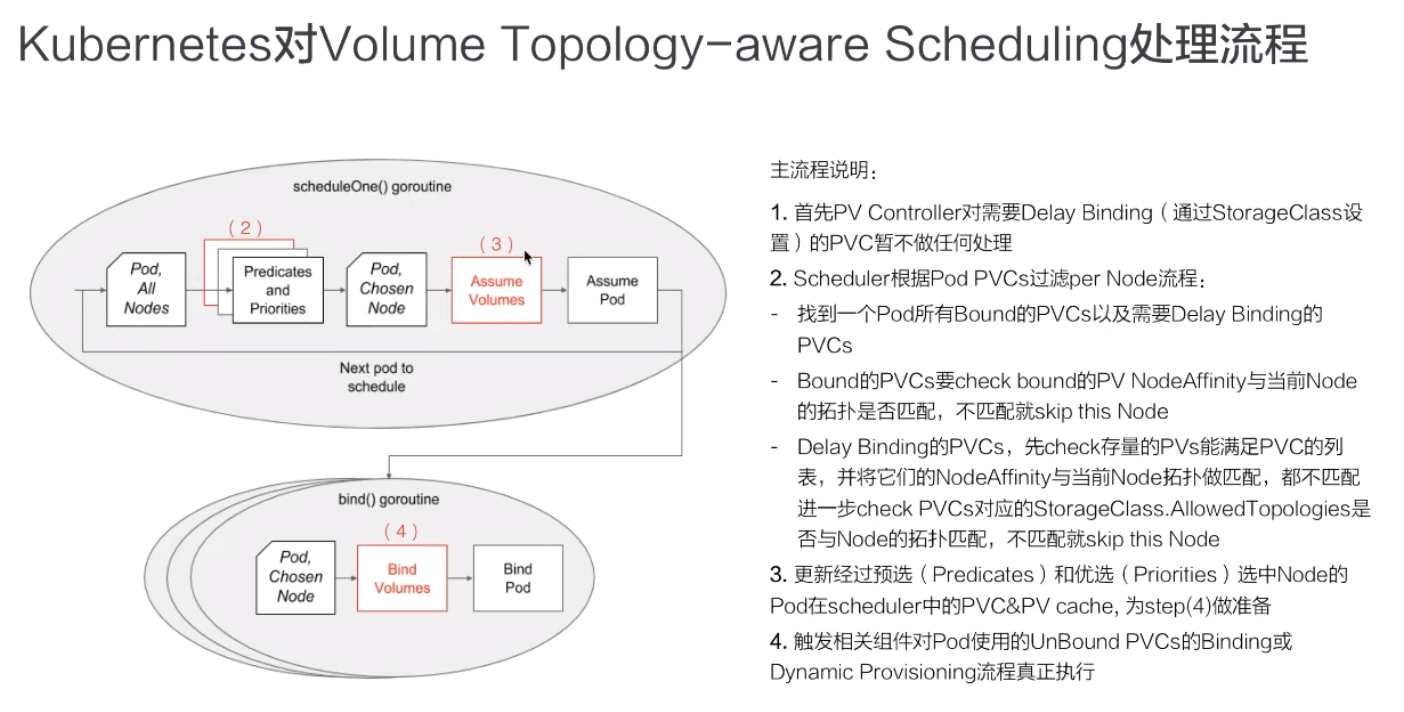 Kubernetes对Volume Topology-aware Scheduling处理流程
scheduleOne() goroutine
（2）
（3）
Pod,
All
Nodes
Predicates
and
Priorities
Pod,
Chosen
Node
Assume
Volumes
Assume
Pod
Next pod to
schedule
bind() goroutine
（4）
Pod,
Chosen
Node
Bind
Volumes
Bind
Pod
主流程说明：
1. 首先PV Controller对需要Delay Binding（通过StorageClass设
置）的PVC暂不做任何处理
2. Scheduler根据Pod PVCs过滤per Node流程：
- 找到一个Pod所有Bound的PVCs以及需要Delay Binding的
PVCs
- Bound的PVCs要check bound的PV NodeAffinity与当前Node
的拓扑是否匹配，不匹配就skip this Node
- Delay Binding的PVCs，先check存量的PVs能满足PVC的列
表，并将它们的NodeAffinity与当前Node拓扑做匹配，都不匹配
进一步check PVCs对应的StorageClass.AllowedTopologies是
否与Node的拓扑匹配，不匹配就skip this Node
3. 更新经过预选（Predicates）和优选（Priorities）选中Node的
Pod在scheduler中的PVC&PV cache, 为step(4)做准备
4. 触发相关组件对Pod使用的UnBound PVCs的Binding或
Dynamic Provisioning流程真正执行